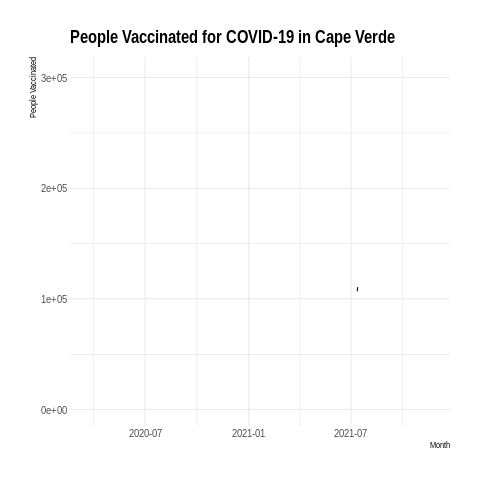 People Vaccinated for COVID-19 in Cape Verde
People Vaccinated
3e+05
2e+05
1e+05
0e+00
2020-07
2021-01
2021-07
Month